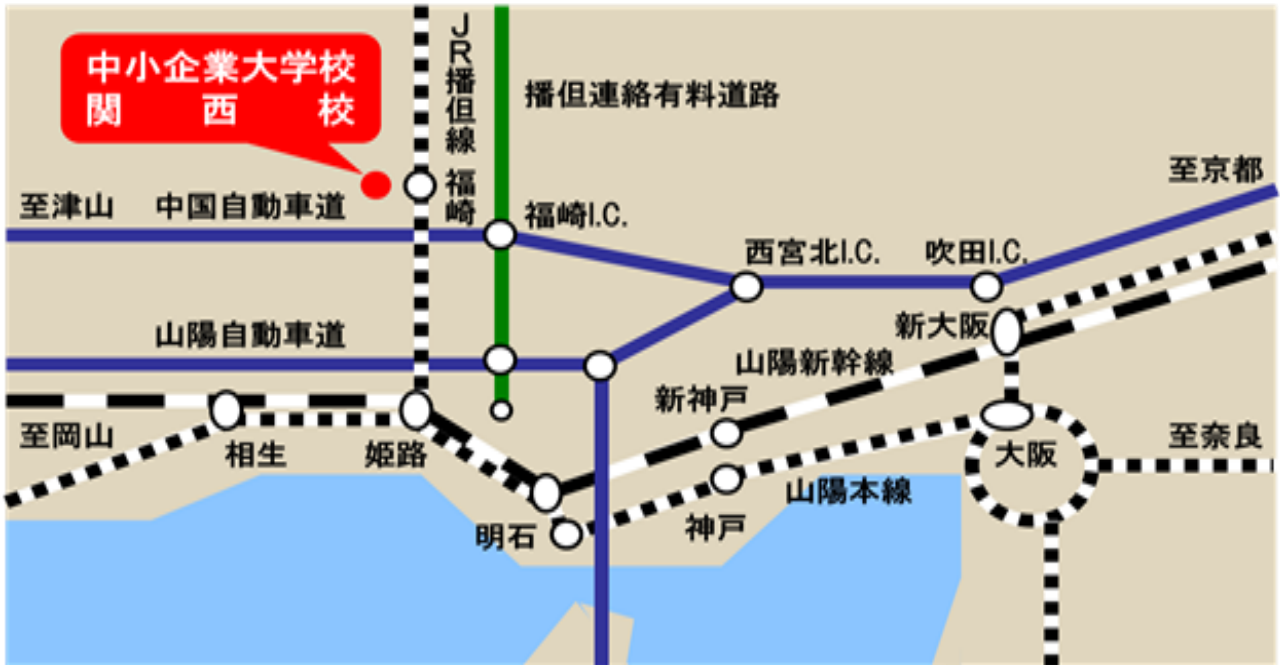 中小企業大学校
関西校
JR播但線
播但連絡有料道路
至京都
福崎
至津山
中国自動車道
福崎I.C.
西宮北I.C.
吹田I.C.
新大阪
山陽自動車道
山陽新幹線
新神戸
至岡山
相生
姫路
大阪
至奈良
山陽本線
明石
神戸